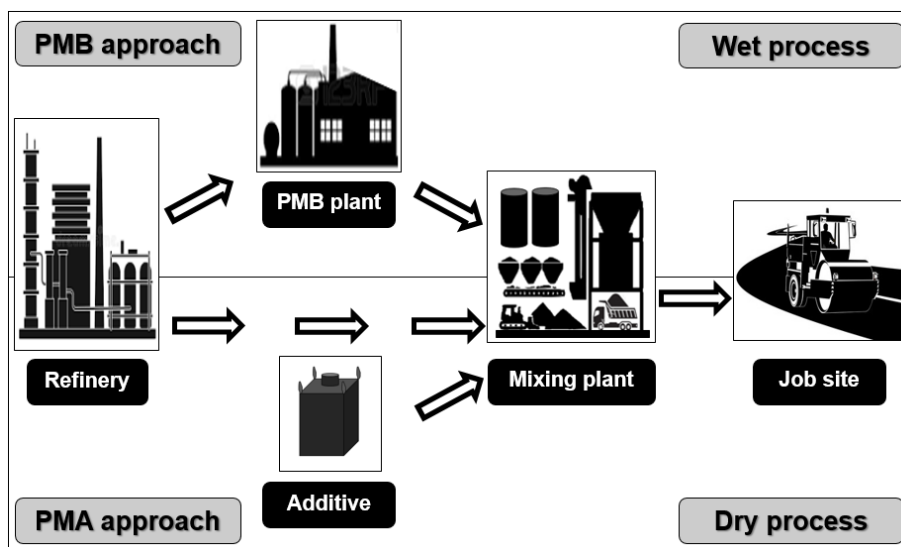 PMB approach
Wet process
PMB plant
Refinery
Mixing plant
Job site
Additive
PMA approach
Dry process